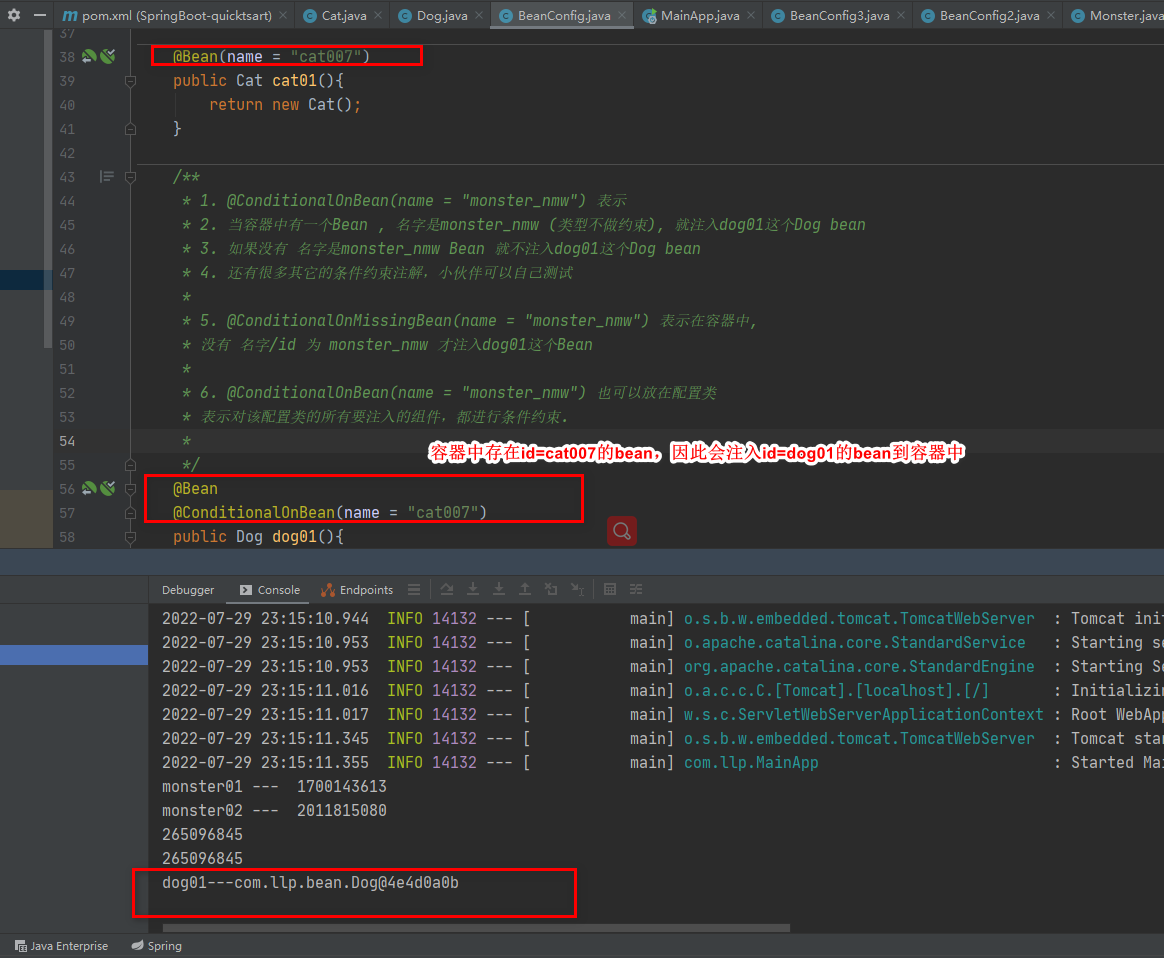 pom.xml (SpringBoot-quicktsart) Cat.java Dog.java BeanConfig.java MainApp.java BeanConfig3.java BeanConfig2.java Monster.java
37
38 @Bean(name = "cat007")
39 public Cat cat01(){
40 return new Cat();
41 }
42
43 /**
44 * 1. @ConditionalOnBean(name = "monster_nmw") 表示
45 * 2. 当容器中有一个Bean , 名字是monster_nmw (类型不做约束), 就注入dog01这个Dog bean
46 * 3. 如果没有 名字是monster_nmw Bean 就不注入dog01这个Dog bean
47 * 4. 还有很多其它的条件约束注解，小伙伴可以自己测试
48 *
49 * 5. @ConditionalOnMissingBean(name = "monster_nmw") 表示在容器中,
50 * 没有 名字/id 为 monster_nmw 才注入dog01这个Bean
51 *
52 * 6. @ConditionalOnBean(name = "monster_nmw") 也可以放在配置类
53 * 表示对该配置类的所有要注入的组件，都进行条件约束.
54 *
容器中存在id=cat007的bean，因此会注入id=dog01的bean到容器中
55 */
56 @Bean
57 @ConditionalOnBean(name = "cat007")
58 public Dog dog01(){
Debugger Console Endpoints
2022-07-29 23:15:10.944 INFO 14132 --- [ main] o.s.b.w.embedded.tomcat.TomcatWebServer : Tomcat init
2022-07-29 23:15:10.953 INFO 14132 --- [ main] o.apache.catalina.core.StandardService : Starting se
2022-07-29 23:15:10.953 INFO 14132 --- [ main] org.apache.catalina.core.StandardEngine : Starting Se
2022-07-29 23:15:11.016 INFO 14132 --- [ main] o.a.c.c.C.[Tomcat].[localhost].[/] : Initializin
2022-07-29 23:15:11.017 INFO 14132 --- [ main] w.s.c.ServletWebServerApplicationContext : Root WebApp
2022-07-29 23:15:11.345 INFO 14132 --- [ main] o.s.b.w.embedded.tomcat.TomcatWebServer : Tomcat star
2022-07-29 23:15:11.355 INFO 14132 --- [ main] com.llp.MainApp : Started Mai
monster01 --- 1700143613
monster02 --- 2011815080
265096845
265096845
dog01---com.llp.bean.Dog@4e4d0a0b
Java Enterprise Spring